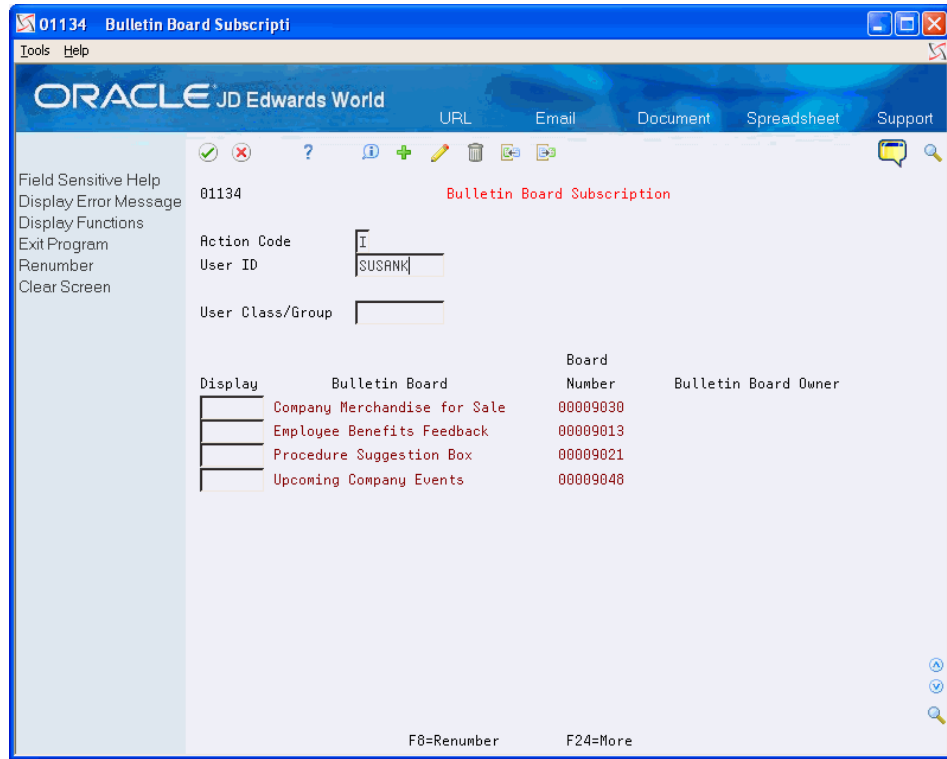 01134 Bulletin Board Subscripti
Tools Help
ORACLE JD Edwards World
URL Email Document Spreadsheet Support
Field Sensitive Help
Display Error Message
Display Functions
Exit Program
Renumber
Clear Screen
01134 Bulletin Board Subscription
Action Code I
User ID SUSANK
User Class/Group
Board
Display Bulletin Board Number Bulletin Board Owner
Company Merchandise for Sale 00009030
Employee Benefits Feedback 00009013
Procedure Suggestion Box 00009021
Upcoming Company Events 00009048
F8=Renumber F24=More